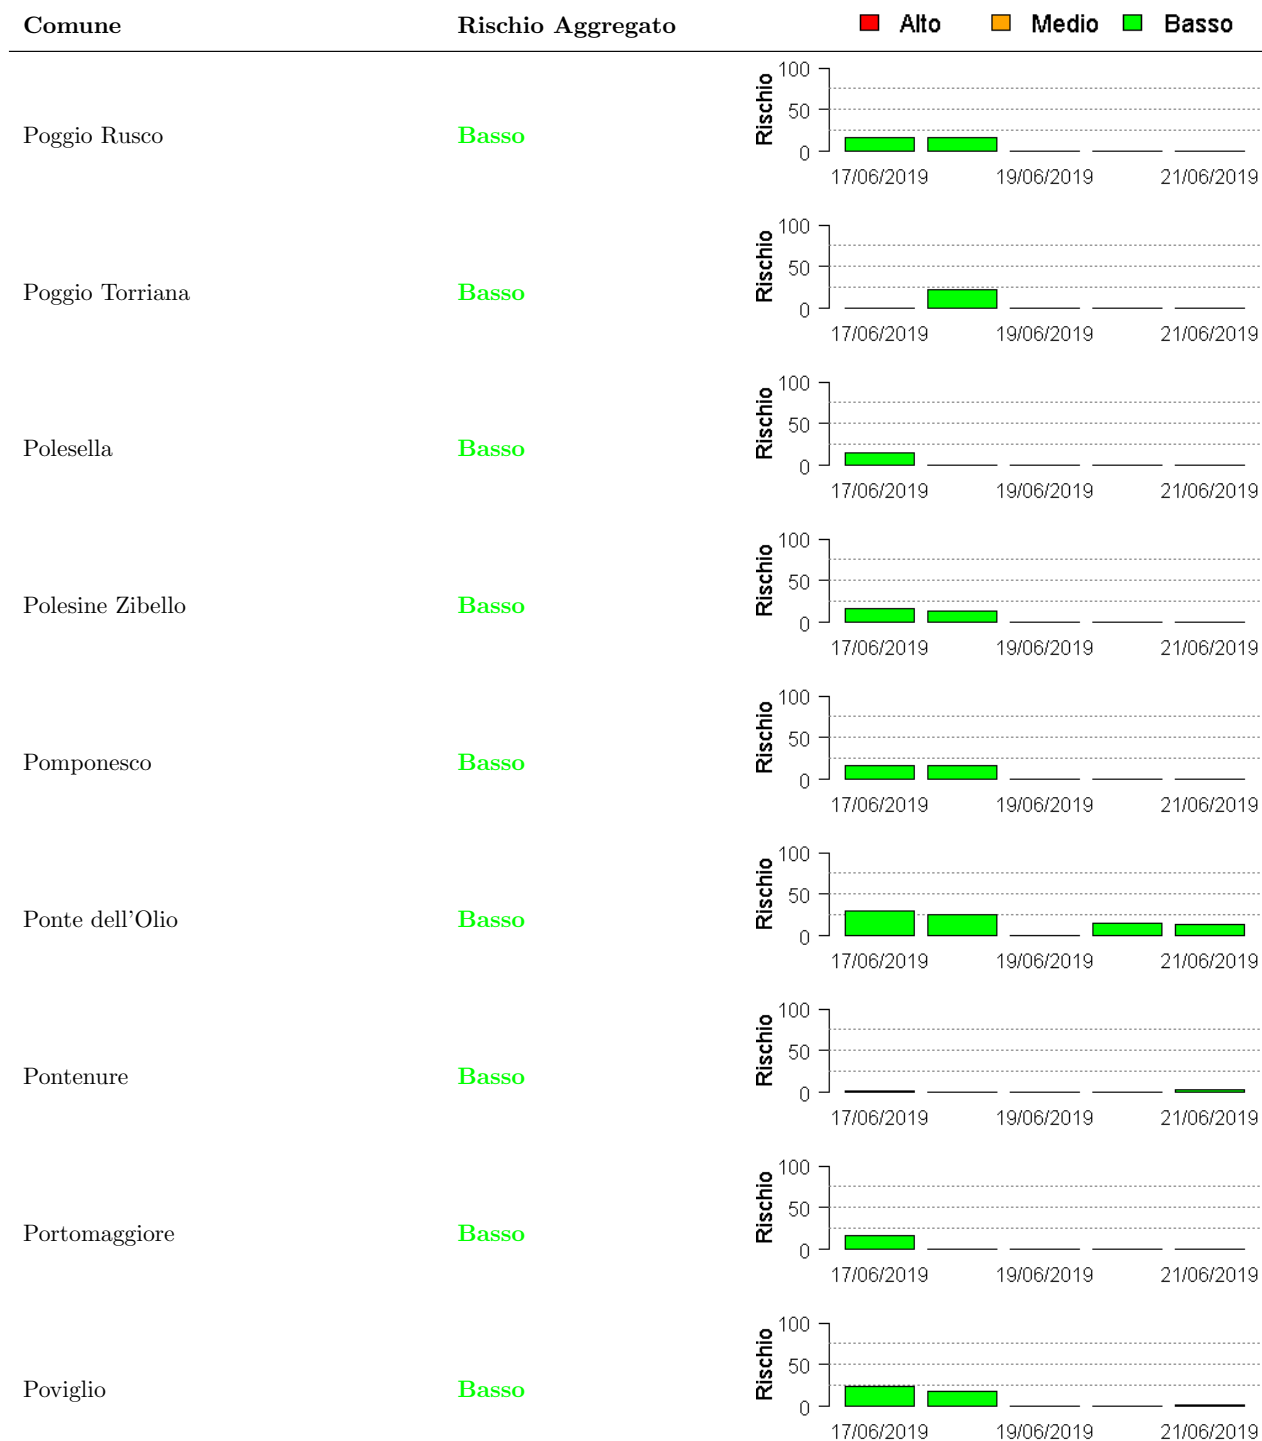 Comune Rischio Aggregato Alto Medio Basso
Poggio Rusco Basso Rischio 100 50 0
17/06/2019 19/06/2019 21/06/2019
Poggio Torriana Basso Rischio 100 50 0
17/06/2019 19/06/2019 21/06/2019
Polesella Basso Rischio 100 50 0
17/06/2019 19/06/2019 21/06/2019
Polesine Zibello Basso Rischio 100 50 0
17/06/2019 19/06/2019 21/06/2019
Pomponesco Basso Rischio 100 50 0
17/06/2019 19/06/2019 21/06/2019
Ponte dell'Olio Basso Rischio 100 50 0
17/06/2019 19/06/2019 21/06/2019
Pontenure Basso Rischio 100 50 0
17/06/2019 19/06/2019 21/06/2019
Portomaggiore Basso Rischio 100 50 0
17/06/2019 19/06/2019 21/06/2019
Poviglio Basso Rischio 100 50 0
17/06/2019 19/06/2019 21/06/2019